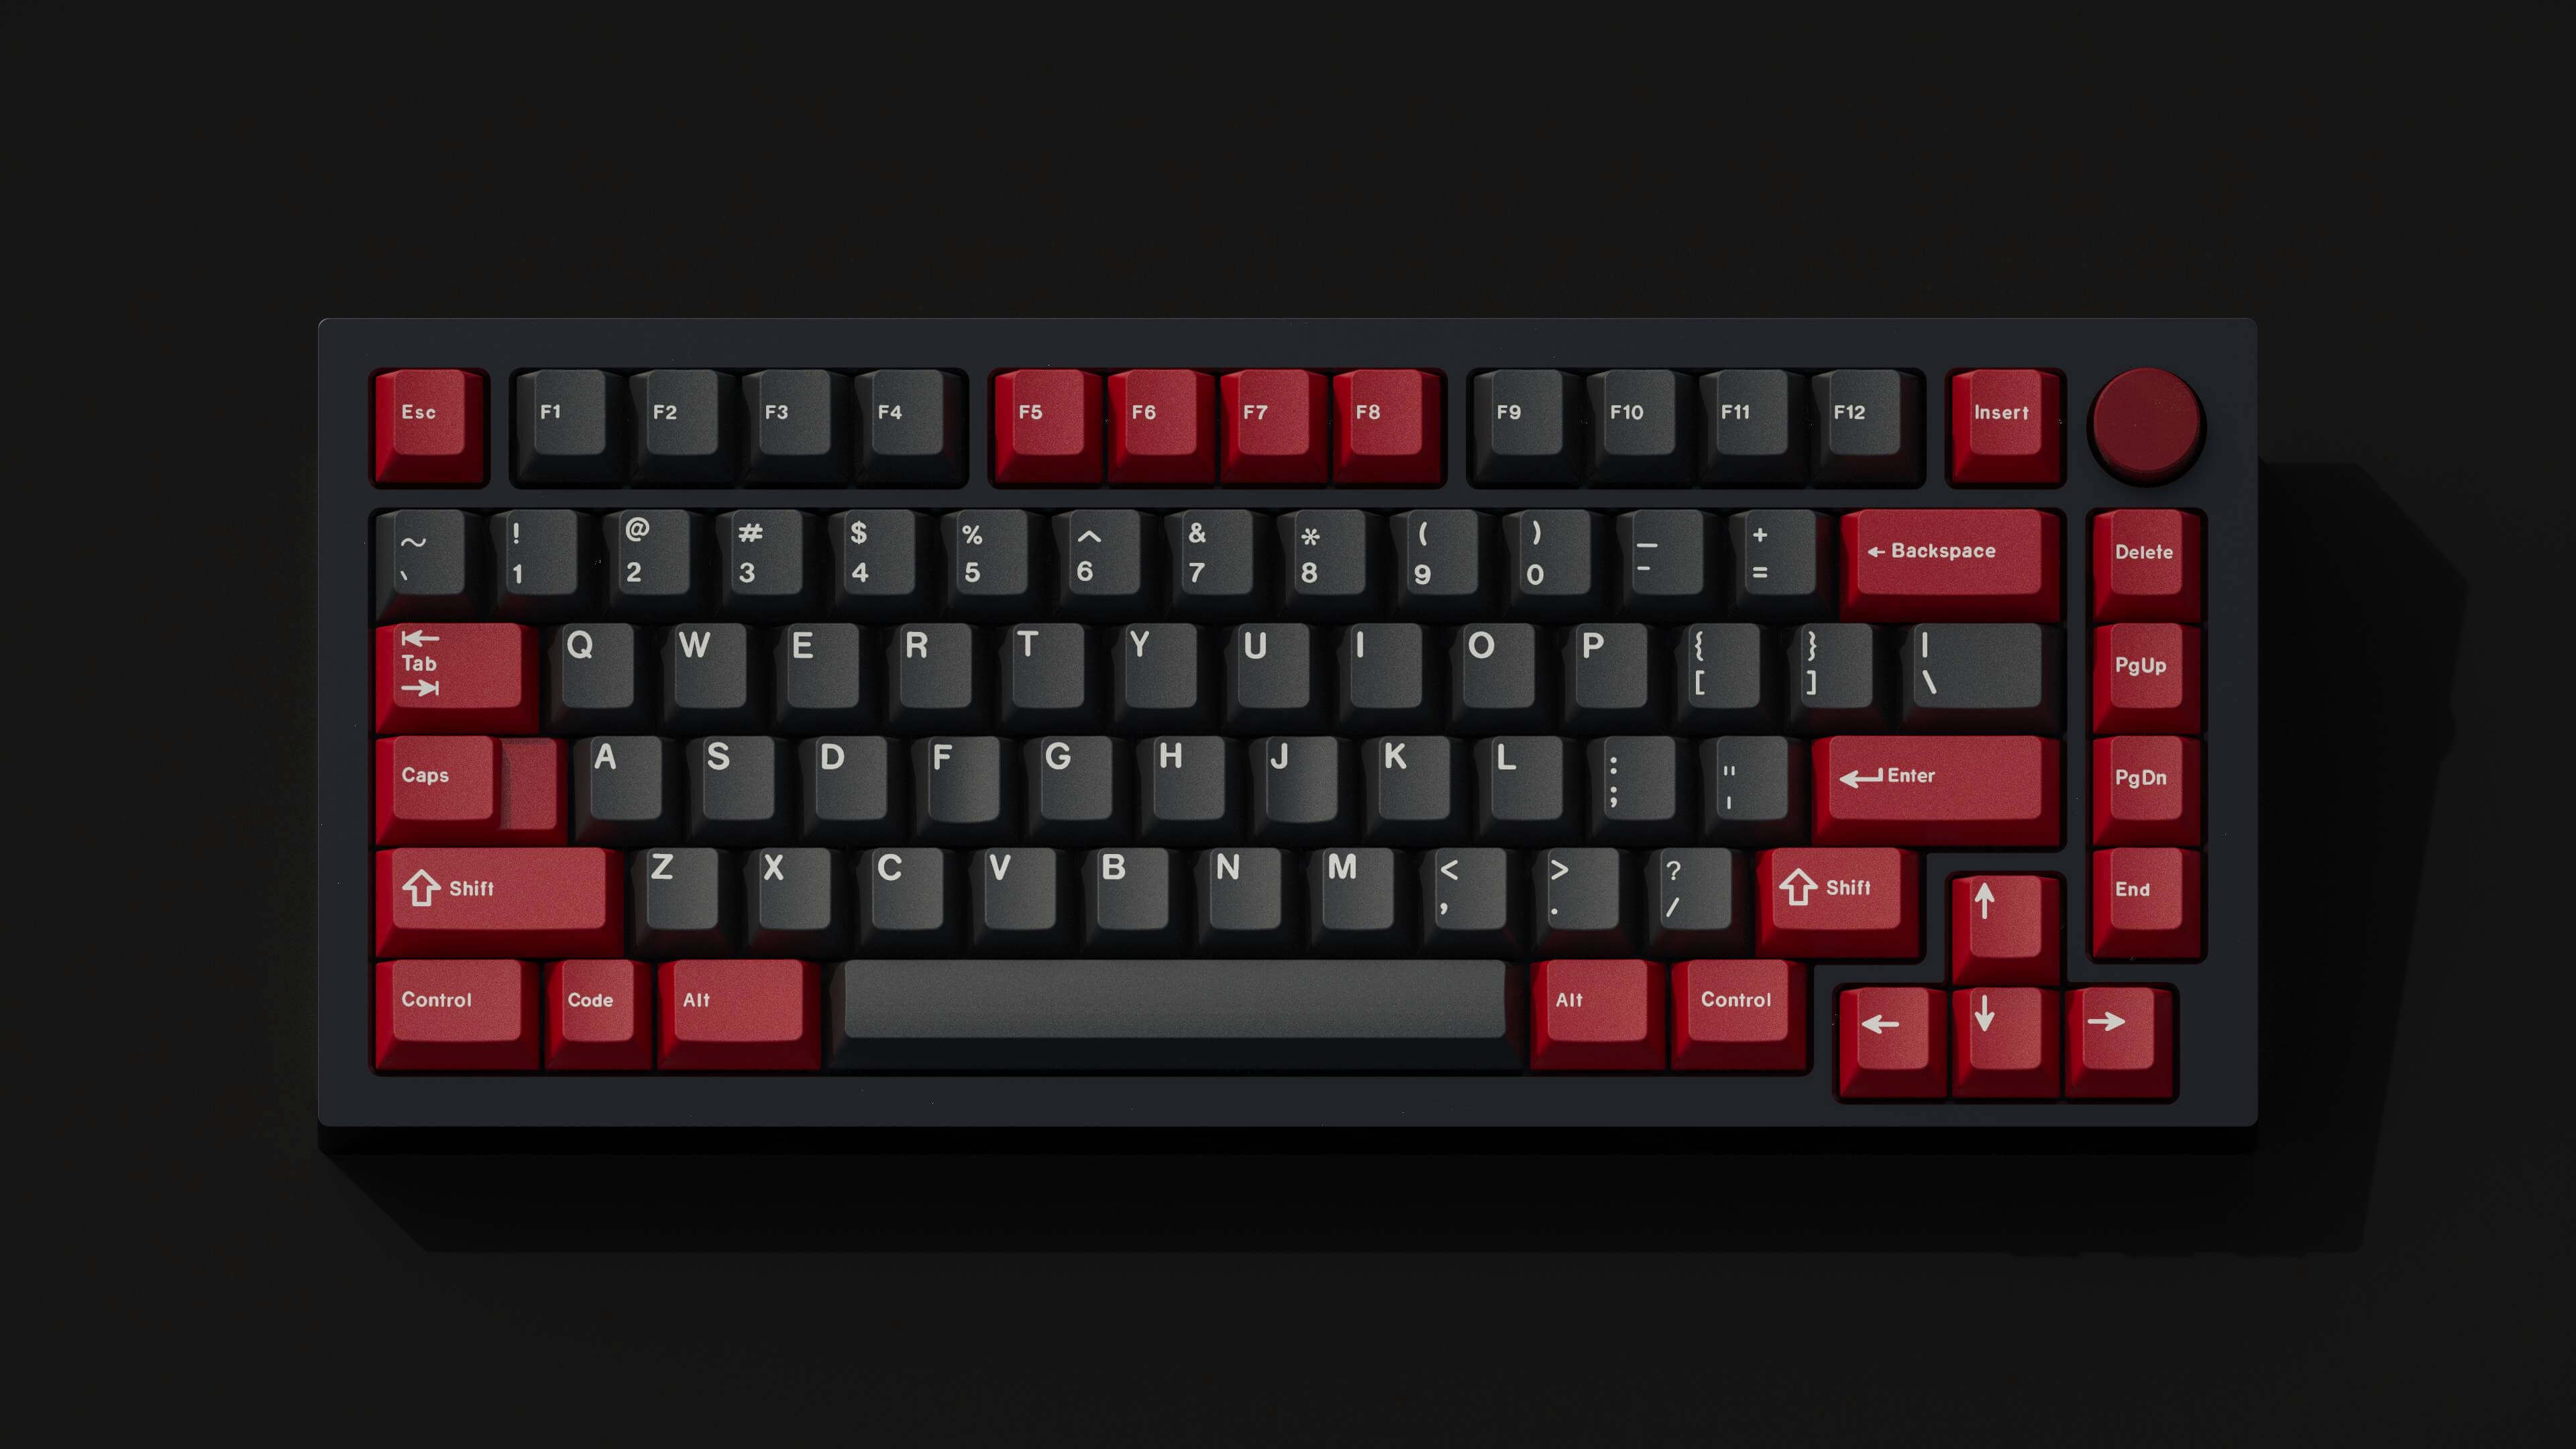 Esc F1 F2 F3 F4 F5 F6 F7 F8 F9 F10 F11 F12 Insert
~ ! @ # $ % ^ & * ( ) _ + ← Backspace Delete
` 1 2 3 4 5 6 7 8 9 0 - =
⇤ Tab ⇥ Q W E R T Y U I O P { } | PgUp
[ ] \
Caps A S D F G H J K L : " ↵ Enter PgDn
; '
⇧ Shift Z X C V B N M < > ? ⇧ Shift ↑ End
, . /
Control Code Alt Alt Control ← ↓ →